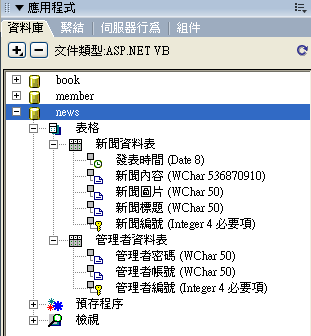 應用程式
資料庫 繫結 伺服器行為 組件
文件類型:ASP.NET VB
book
member
news
表格
新聞資料表
發表時間 (Date 8)
新聞內容 (WChar 536870910)
新聞圖片 (WChar 50)
新聞標題 (WChar 50)
新聞編號 (Integer 4 必要項)
管理者資料表
管理者密碼 (WChar 50)
管理者帳號 (WChar 50)
管理者編號 (Integer 4 必要項)
預存程序
檢視